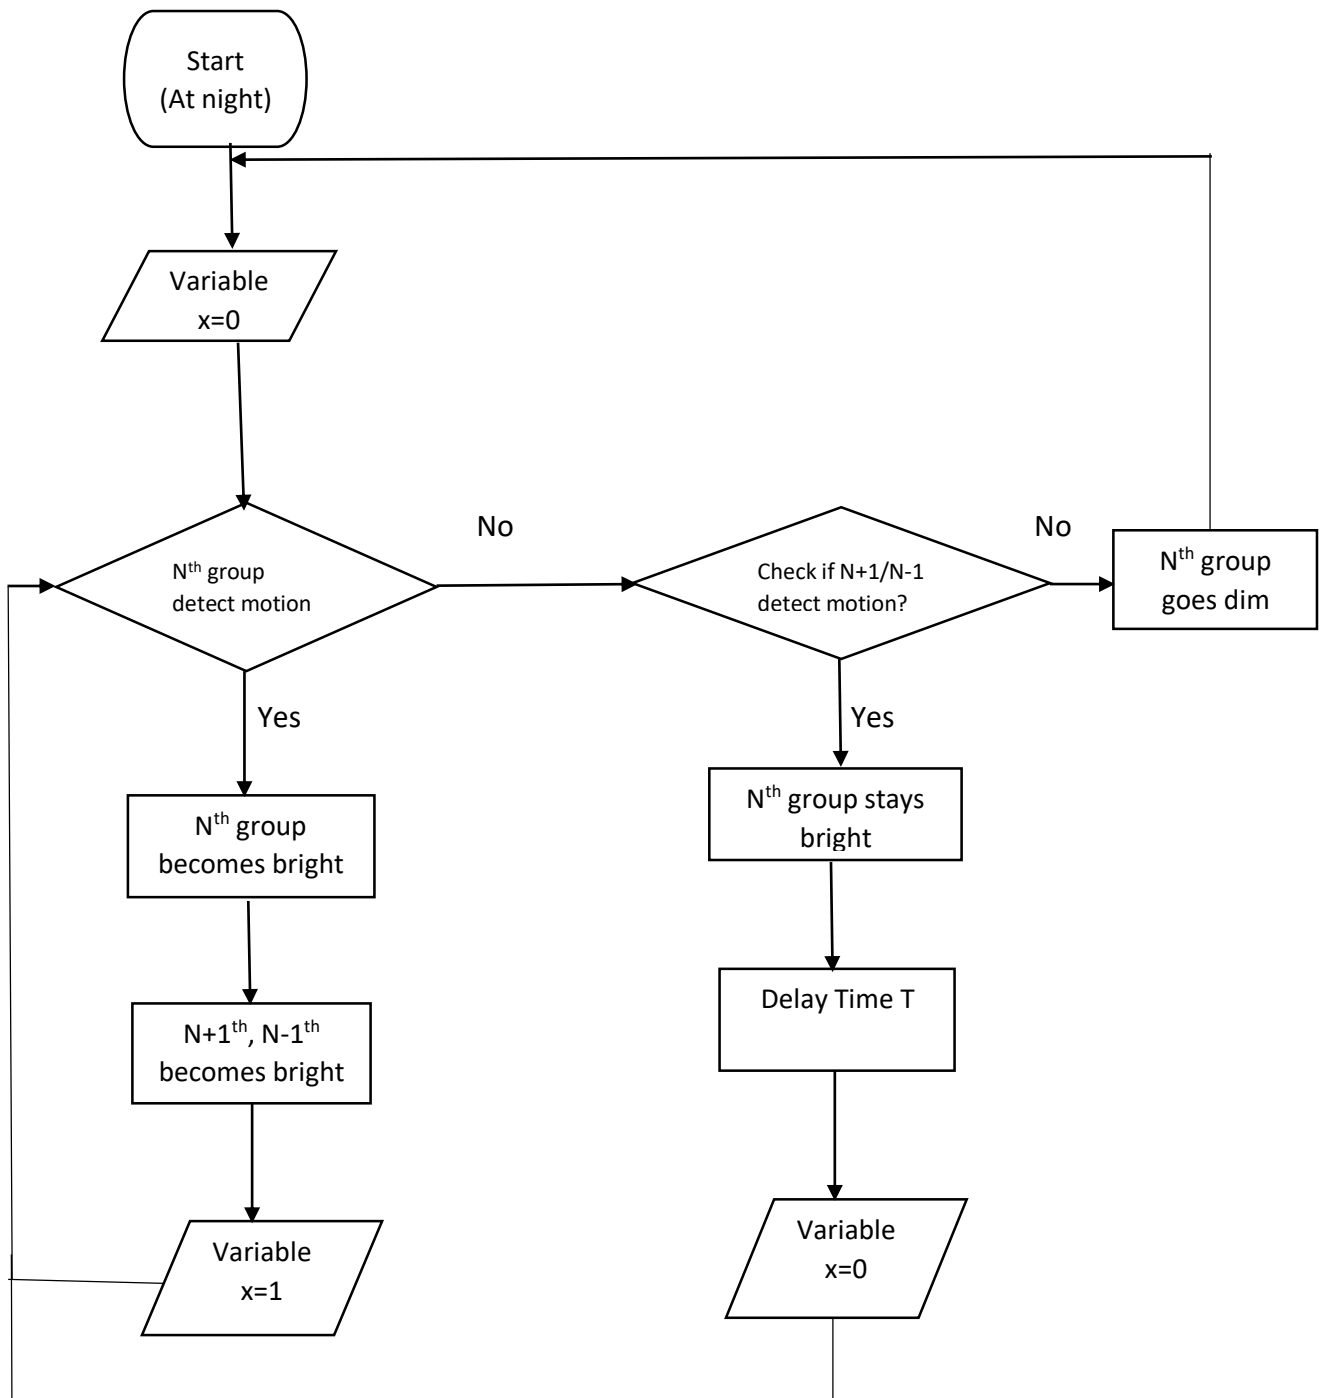 Start
(At night)
Variable
x=0
No
No
Nth group
detect motion
Check if N+1/N-1
detect motion?
Nth group
goes dim
Yes
Yes
Nth group
becomes bright
Nth group stays
bright
N+1th, N-1th
becomes bright
Delay Time T
Variable
x=1
Variable
x=0